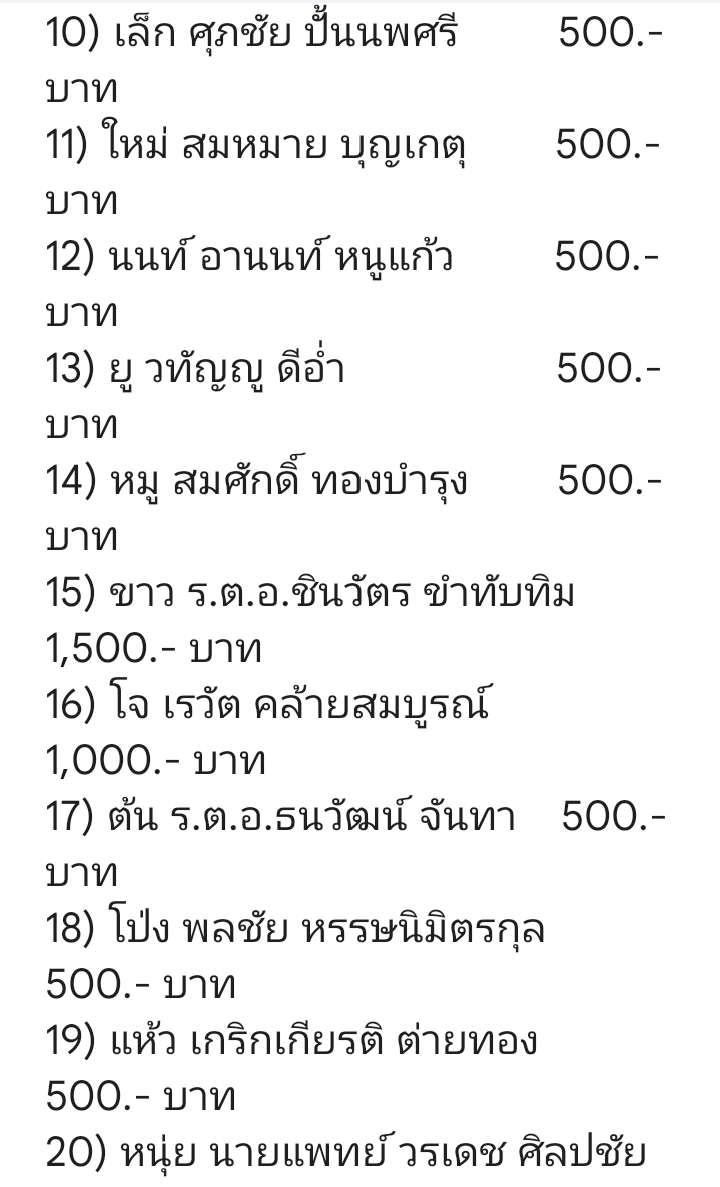 10) เล็ก ศุภชัย ปั้นนพศรี 500.-
บาท
11) ใหม่ สมหมาย บุญเกตุ 500.-
บาท
12) นนท์ อานนท์ หนูแก้ว 500.-
บาท
13) ยู วทัญญู ดีอ่ำ 500.-
บาท
14) หมู สมศักดิ์ ทองบำรุง 500.-
บาท
15) ขาว ร.ต.อ.ชินวัตร ขำทับทิม
1,500.- บาท
16) โจ เรวัต คล้ายสมบูรณ์
1,000.- บาท
17) ต้น ร.ต.อ.ธนวัฒน์ จันทา 500.-
บาท
18) โป่ง พลชัย หรรษนิมิตรกุล
500.- บาท
19) แห้ว เกริกเกียรติ ต่ายทอง
500.- บาท
20) หนุ่ย นายแพทย์ วรเดช ศิลปชัย